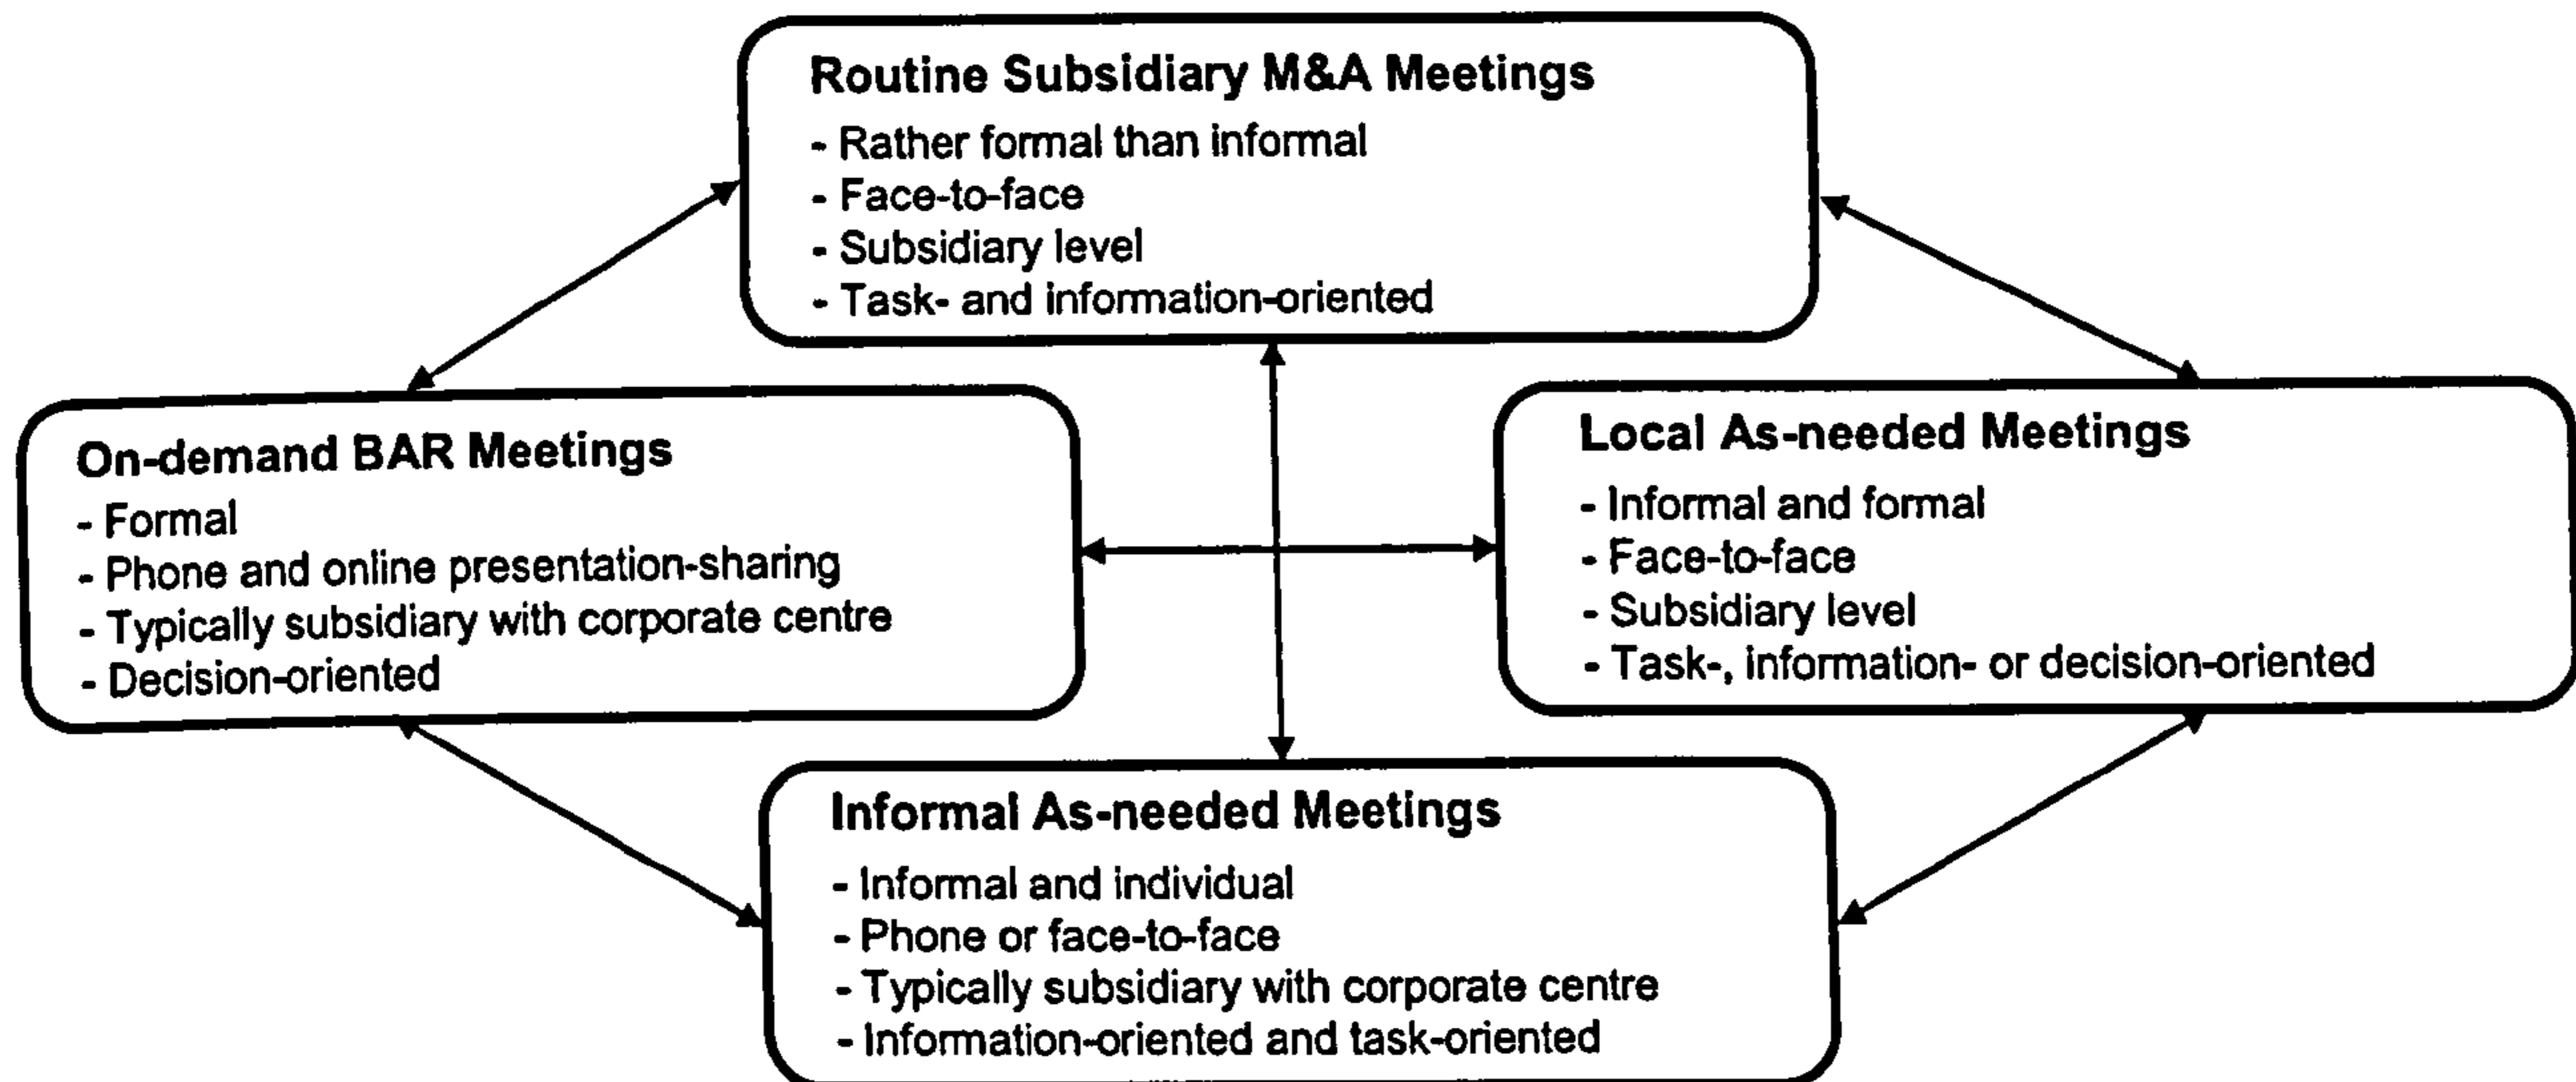 Routine Subsidiary M&A Meetings
- Rather formal than informal
- Face-to-face
- Subsidiary level
- Task- and information-oriented
On-demand BAR Meetings
- Formal
- Phone and online presentation-sharing
- Typically subsidiary with corporate centre
- Decision-oriented
Local As-needed Meetings
- Informal and formal
- Face-to-face
- Subsidiary level
- Task-, information- or decision-oriented
Informal As-needed Meetings
- Informal and individual
- Phone or face-to-face
- Typically subsidiary with corporate centre
- Information-oriented and task-oriented